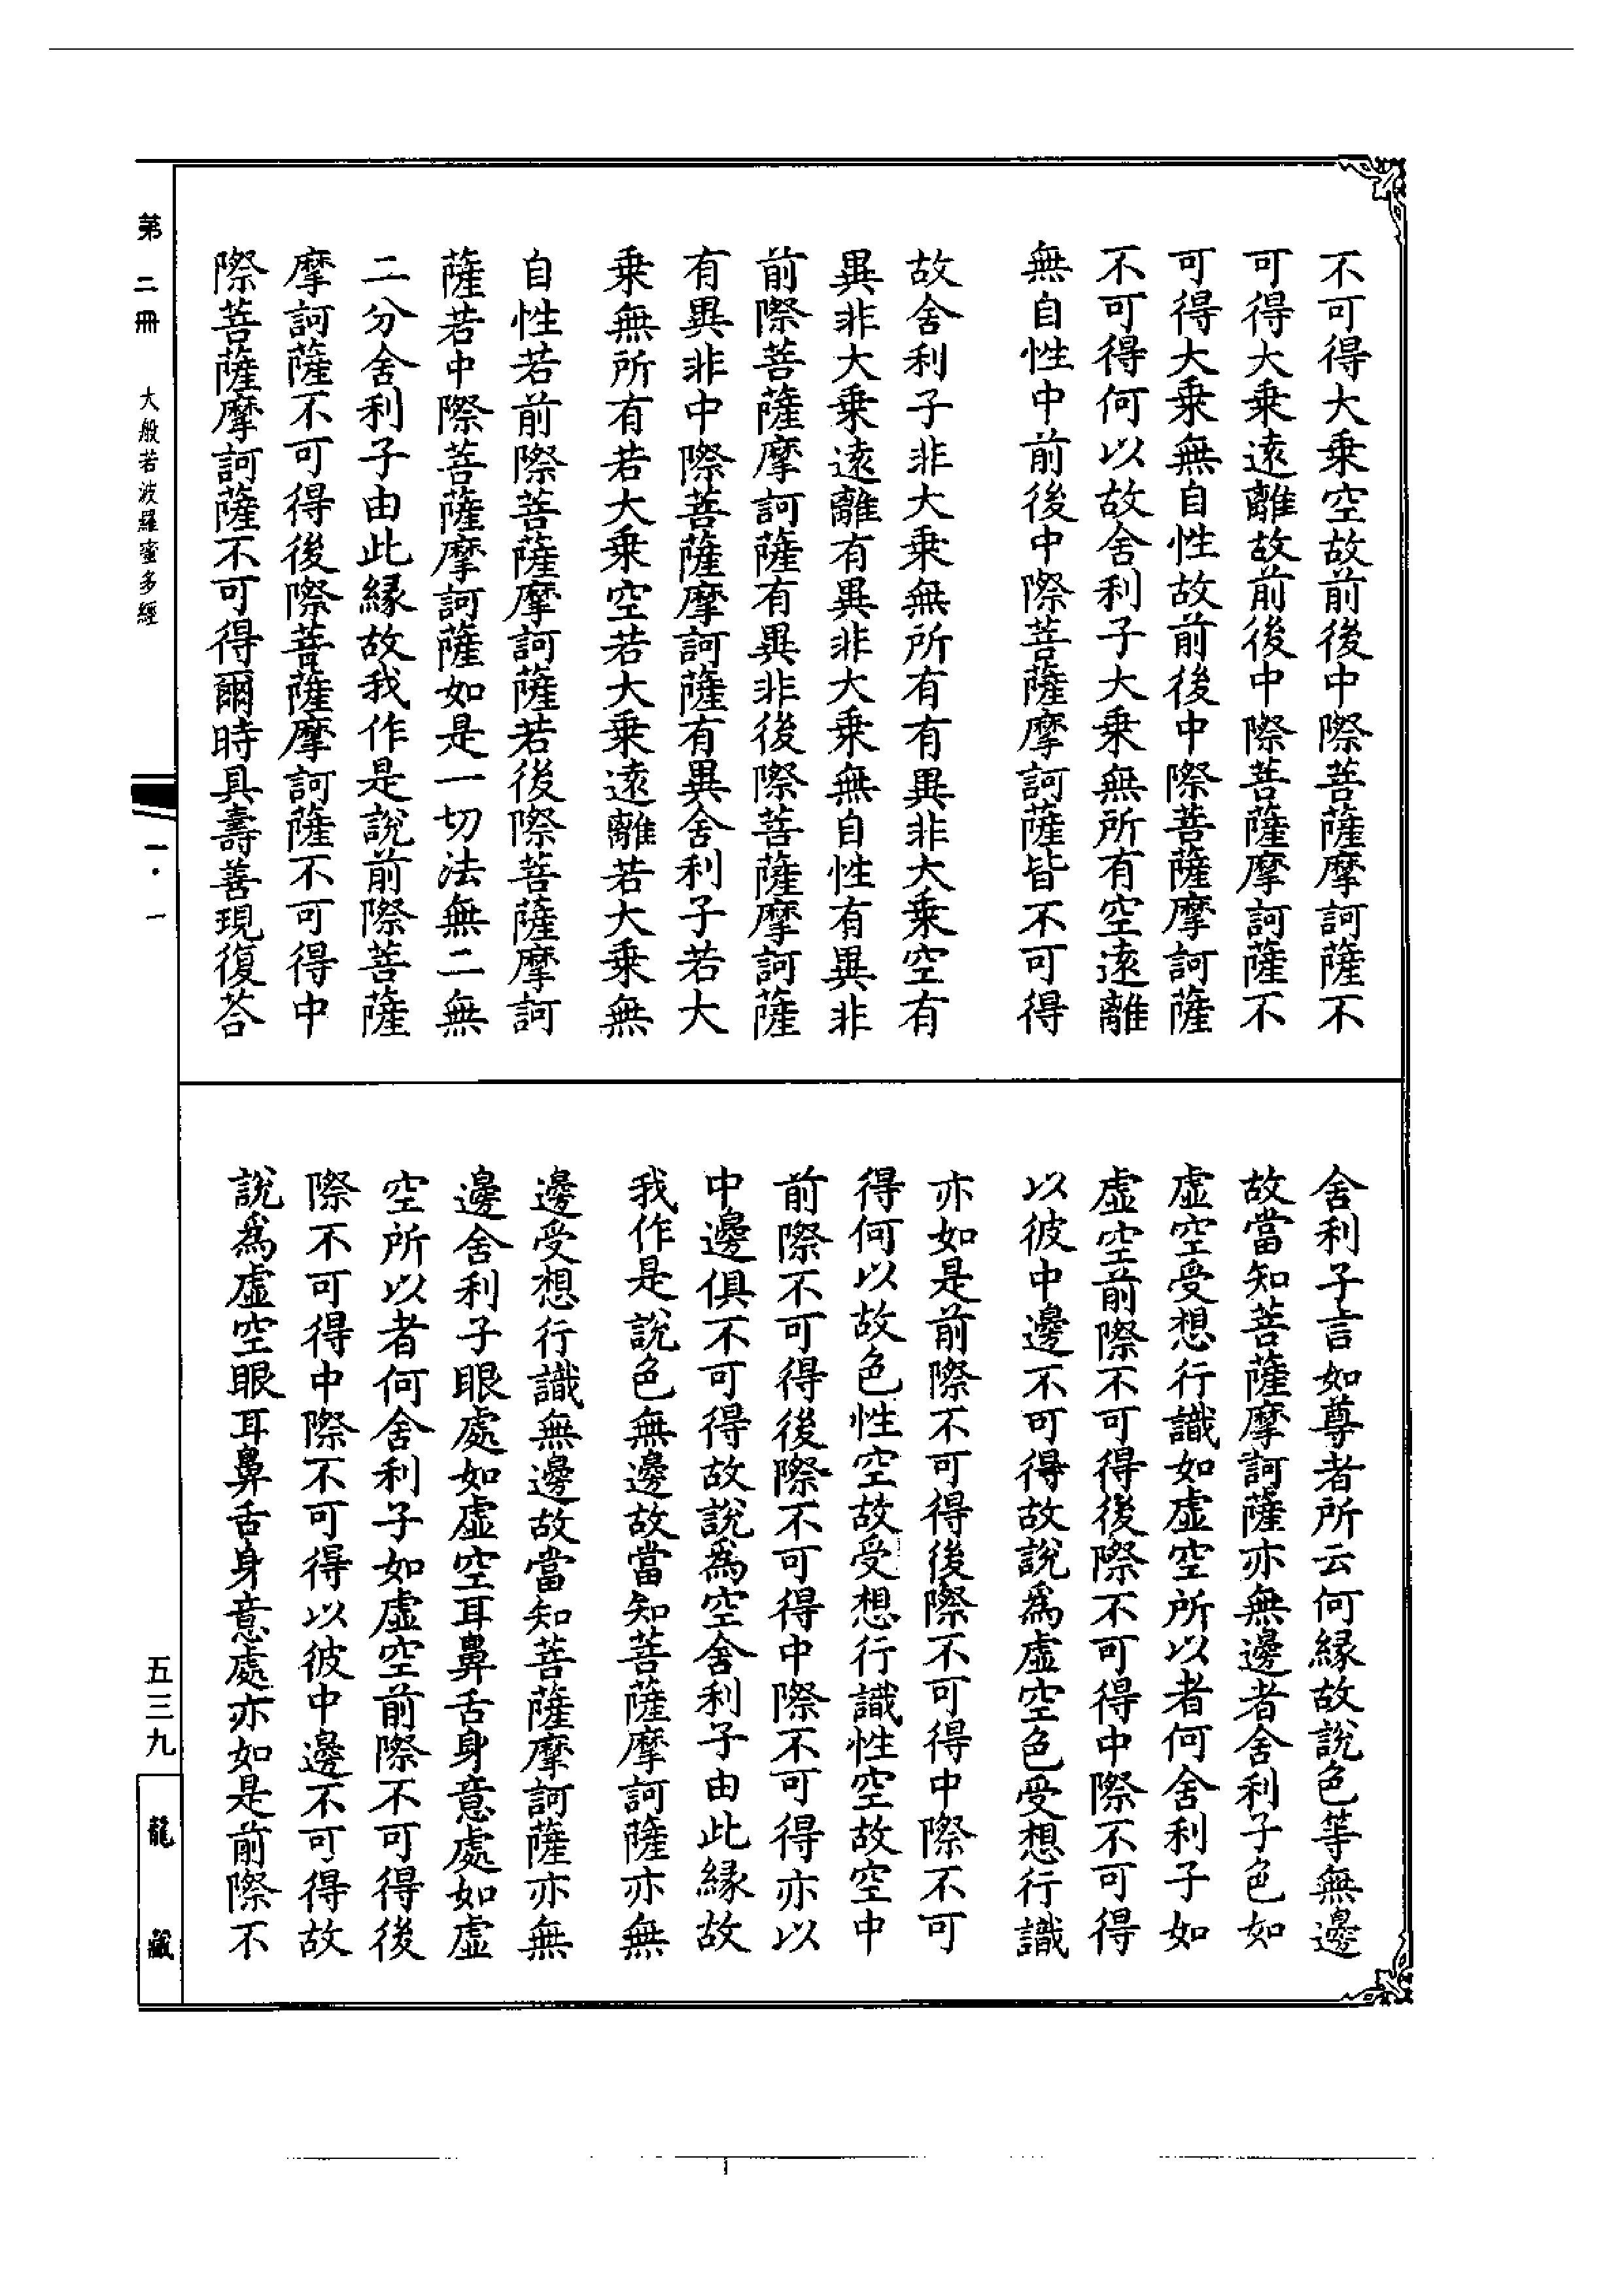 不可得大乗空故前後中際菩薩摩訶薩不
可得大乗遠離故前後中際菩薩摩訶薩不
可得大乗無自性故前後中際菩薩摩訶薩
不可得何以故舍利子大乗無所有空遠離
無自性中前後中際菩薩摩訶薩皆不可得
故舍利子非大乗無所有有異非大乗空有
異非大乗遠離有異非大乗無自性有異非
前際菩薩摩訶薩有異非後際菩薩摩訶薩
有異非中際菩薩摩訶薩有異舍利子若大
乗無所有若大乗空若大乗遠離若大乗無
自性若前際菩薩摩訶薩若後際菩薩摩訶
薩若中際菩薩摩訶薩如是一切法無二無
二分舍利子由此縁故我作是說前際菩薩
摩訶薩不可得後際菩薩摩訶薩不可得中
際菩薩摩訶薩不可得爾時具壽善現復荅
舍利子言如尊者所云何縁故說色等無邊
故當知菩薩摩訶薩亦無邊者舍利子色如
虛空受想行識如虛空所以者何舍利子如
虛空前際不可得後際不可得中際不可得
以彼中邊不可得故說為虛空色受想行識
亦如是前際不可得後際不可得中際不可
得何以故色性空故受想行識性空故空中
前際不可得後際不可得中際不可得亦以
中邊俱不可得故說為空舍利子由此縁故
我作是說色無邊故當知菩薩摩訶薩亦無
邊受想行識無邊故當知菩薩摩訶薩亦無
邊舍利子眼處如虛空耳鼻舌身意處如虛
空所以者何舍利子如虛空前際不可得後
際不可得中際不可得以彼中邊不可得故
說為虛空眼耳鼻舌身意處亦如是前際不
第二冊 大般若波羅蜜多經 一·一 五三九 龍藏